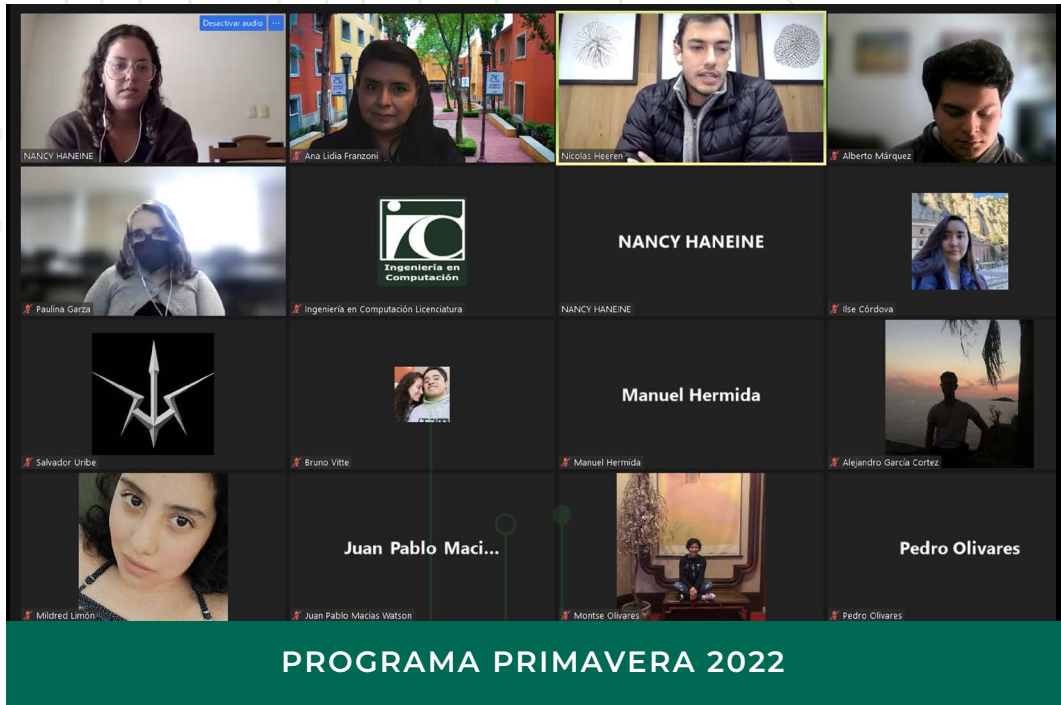 Desactivar audio ...
NANCY HANEINE
Ana Lidia Franzoni
Nicolas Heeren
Alberto Márquez
Paulina Garza
Ingeniería en
Computación
Ingeniería en Computación Licenciatura
NANCY HANEINE
NANCY HANEINE
Ilse Córdova
Salvador Uribe
Bruno Vitte
Manuel Hermida
Manuel Hermida
Alejandro García Cortez
Mildred Limón
Juan Pablo Maci...
Juan Pablo Macias Watson
Montse Olivares
Pedro Olivares
Pedro Olivares
PROGRAMA PRIMAVERA 2022